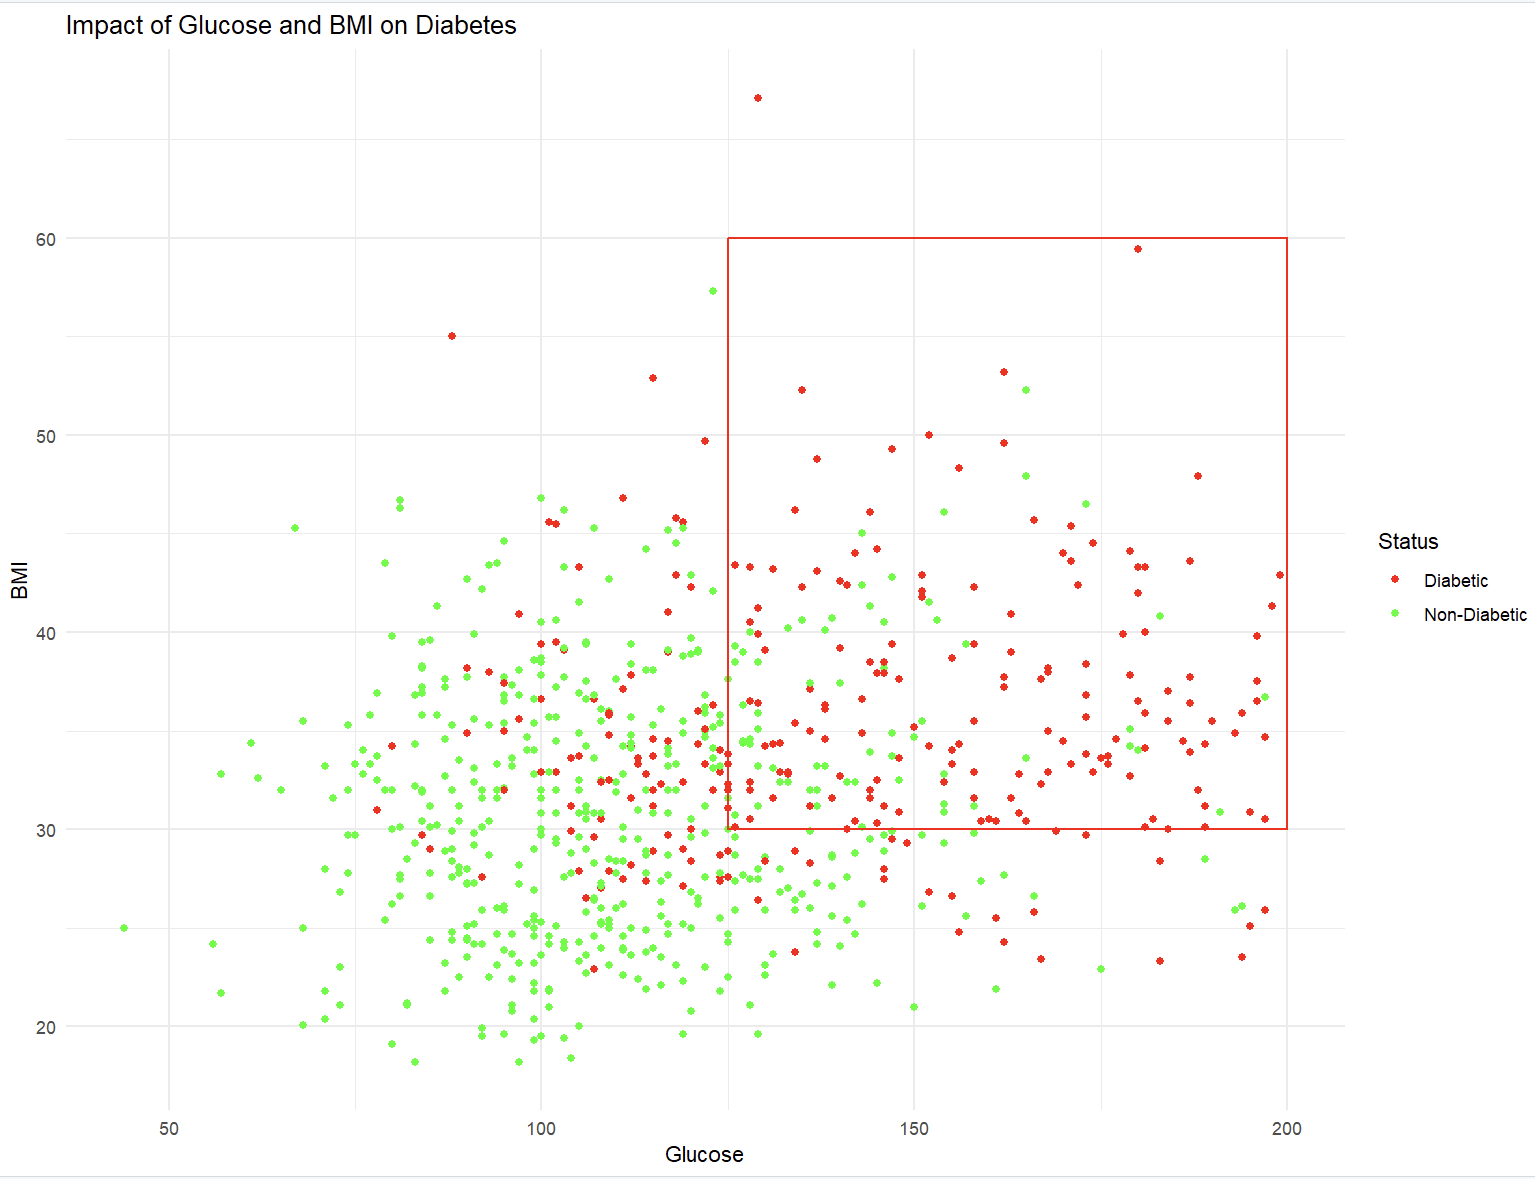 Impact of Glucose and BMI on Diabetes
60
50
40
30
20
BMI
50
100
150
200
Glucose
Status
Diabetic
Non-Diabetic